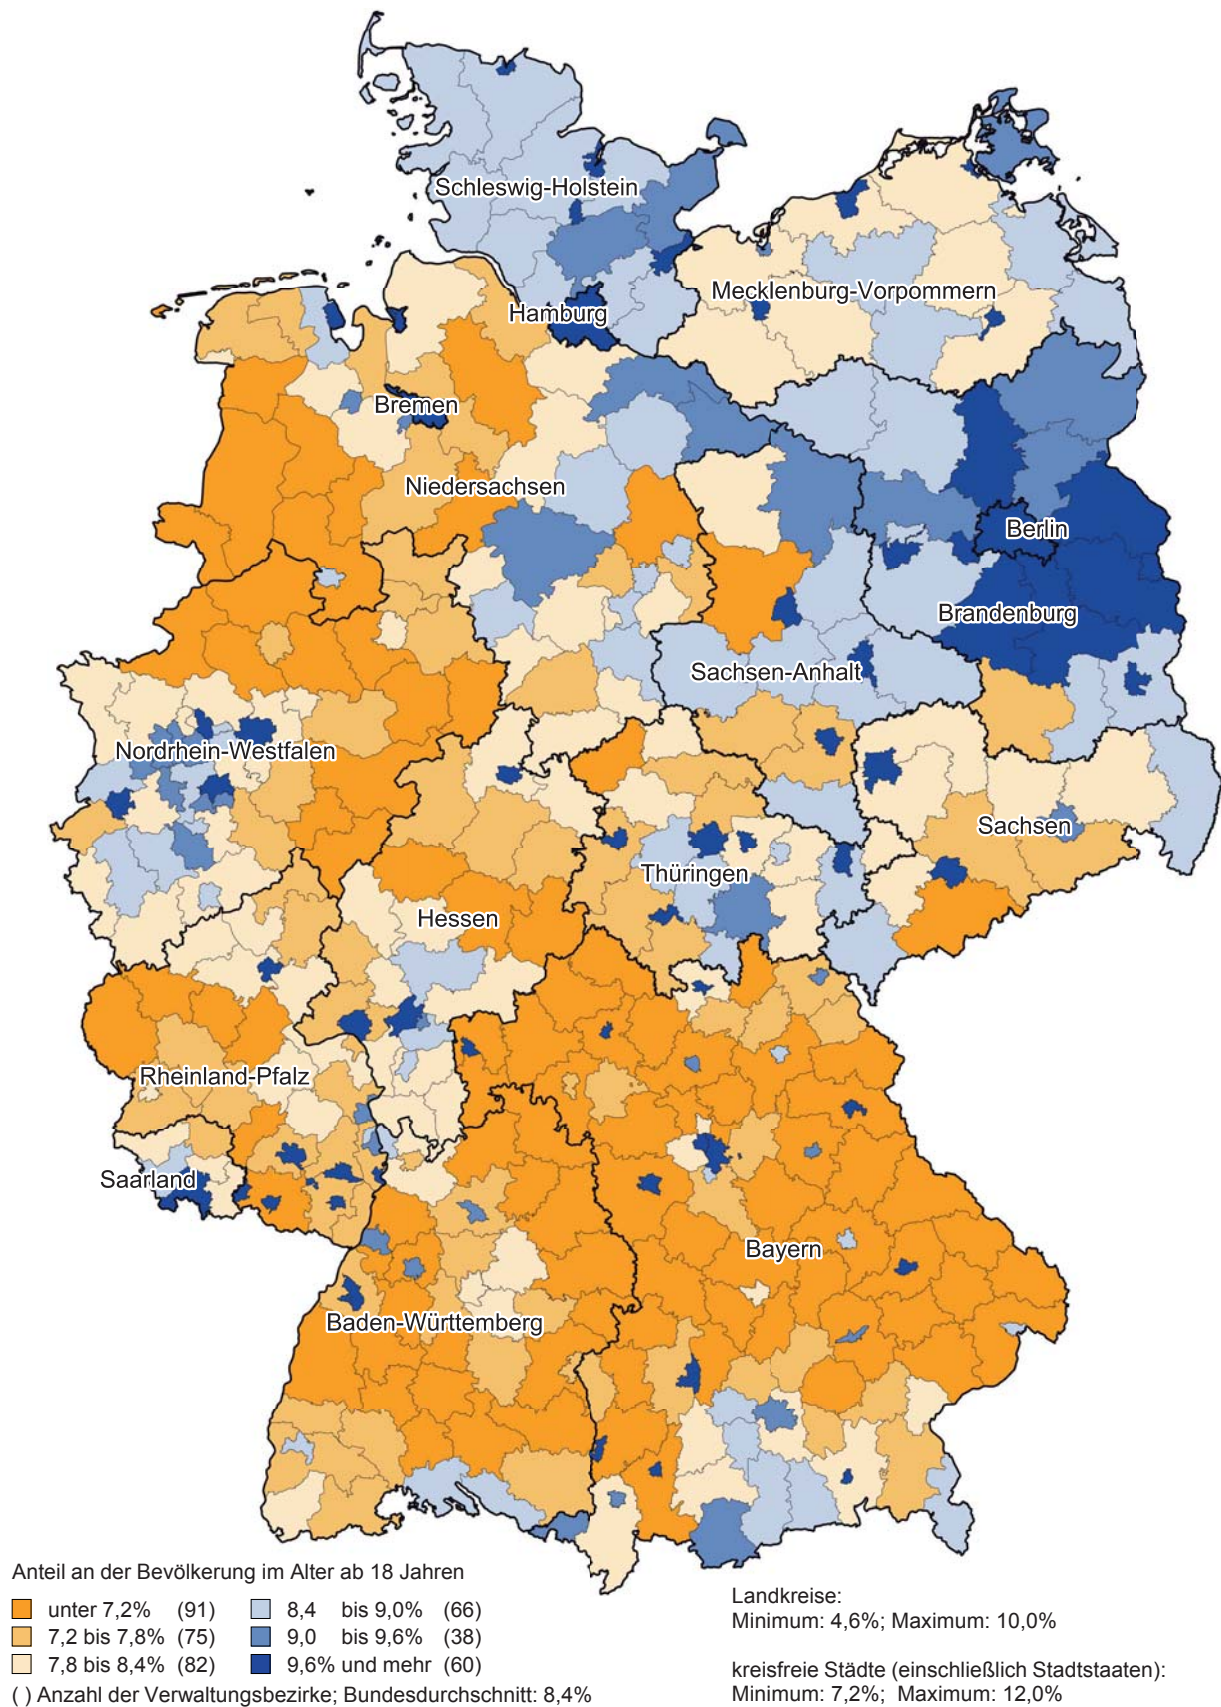 Schleswig-Holstein
Mecklenburg-Vorpommern
Hamburg
Bremen
Niedersachsen
Berlin
Brandenburg
Sachsen-Anhalt
Nordrhein-Westfalen
Sachsen
Thüringen
Hessen
Rheinland-Pfalz
Saarland
Bayern
Baden-Württemberg
Anteil an der Bevölkerung im Alter ab 18 Jahren
unter 7,2% (91) 8,4 bis 9,0% (66)
7,2 bis 7,8% (75) 9,0 bis 9,6% (38)
7,8 bis 8,4% (82) 9,6% und mehr (60)
( ) Anzahl der Verwaltungsbezirke; Bundesdurchschnitt: 8,4%
Landkreise:
Minimum: 4,6%; Maximum: 10,0%
kreisfreie Städte (einschließlich Stadtstaaten):
Minimum: 7,2%; Maximum: 12,0%